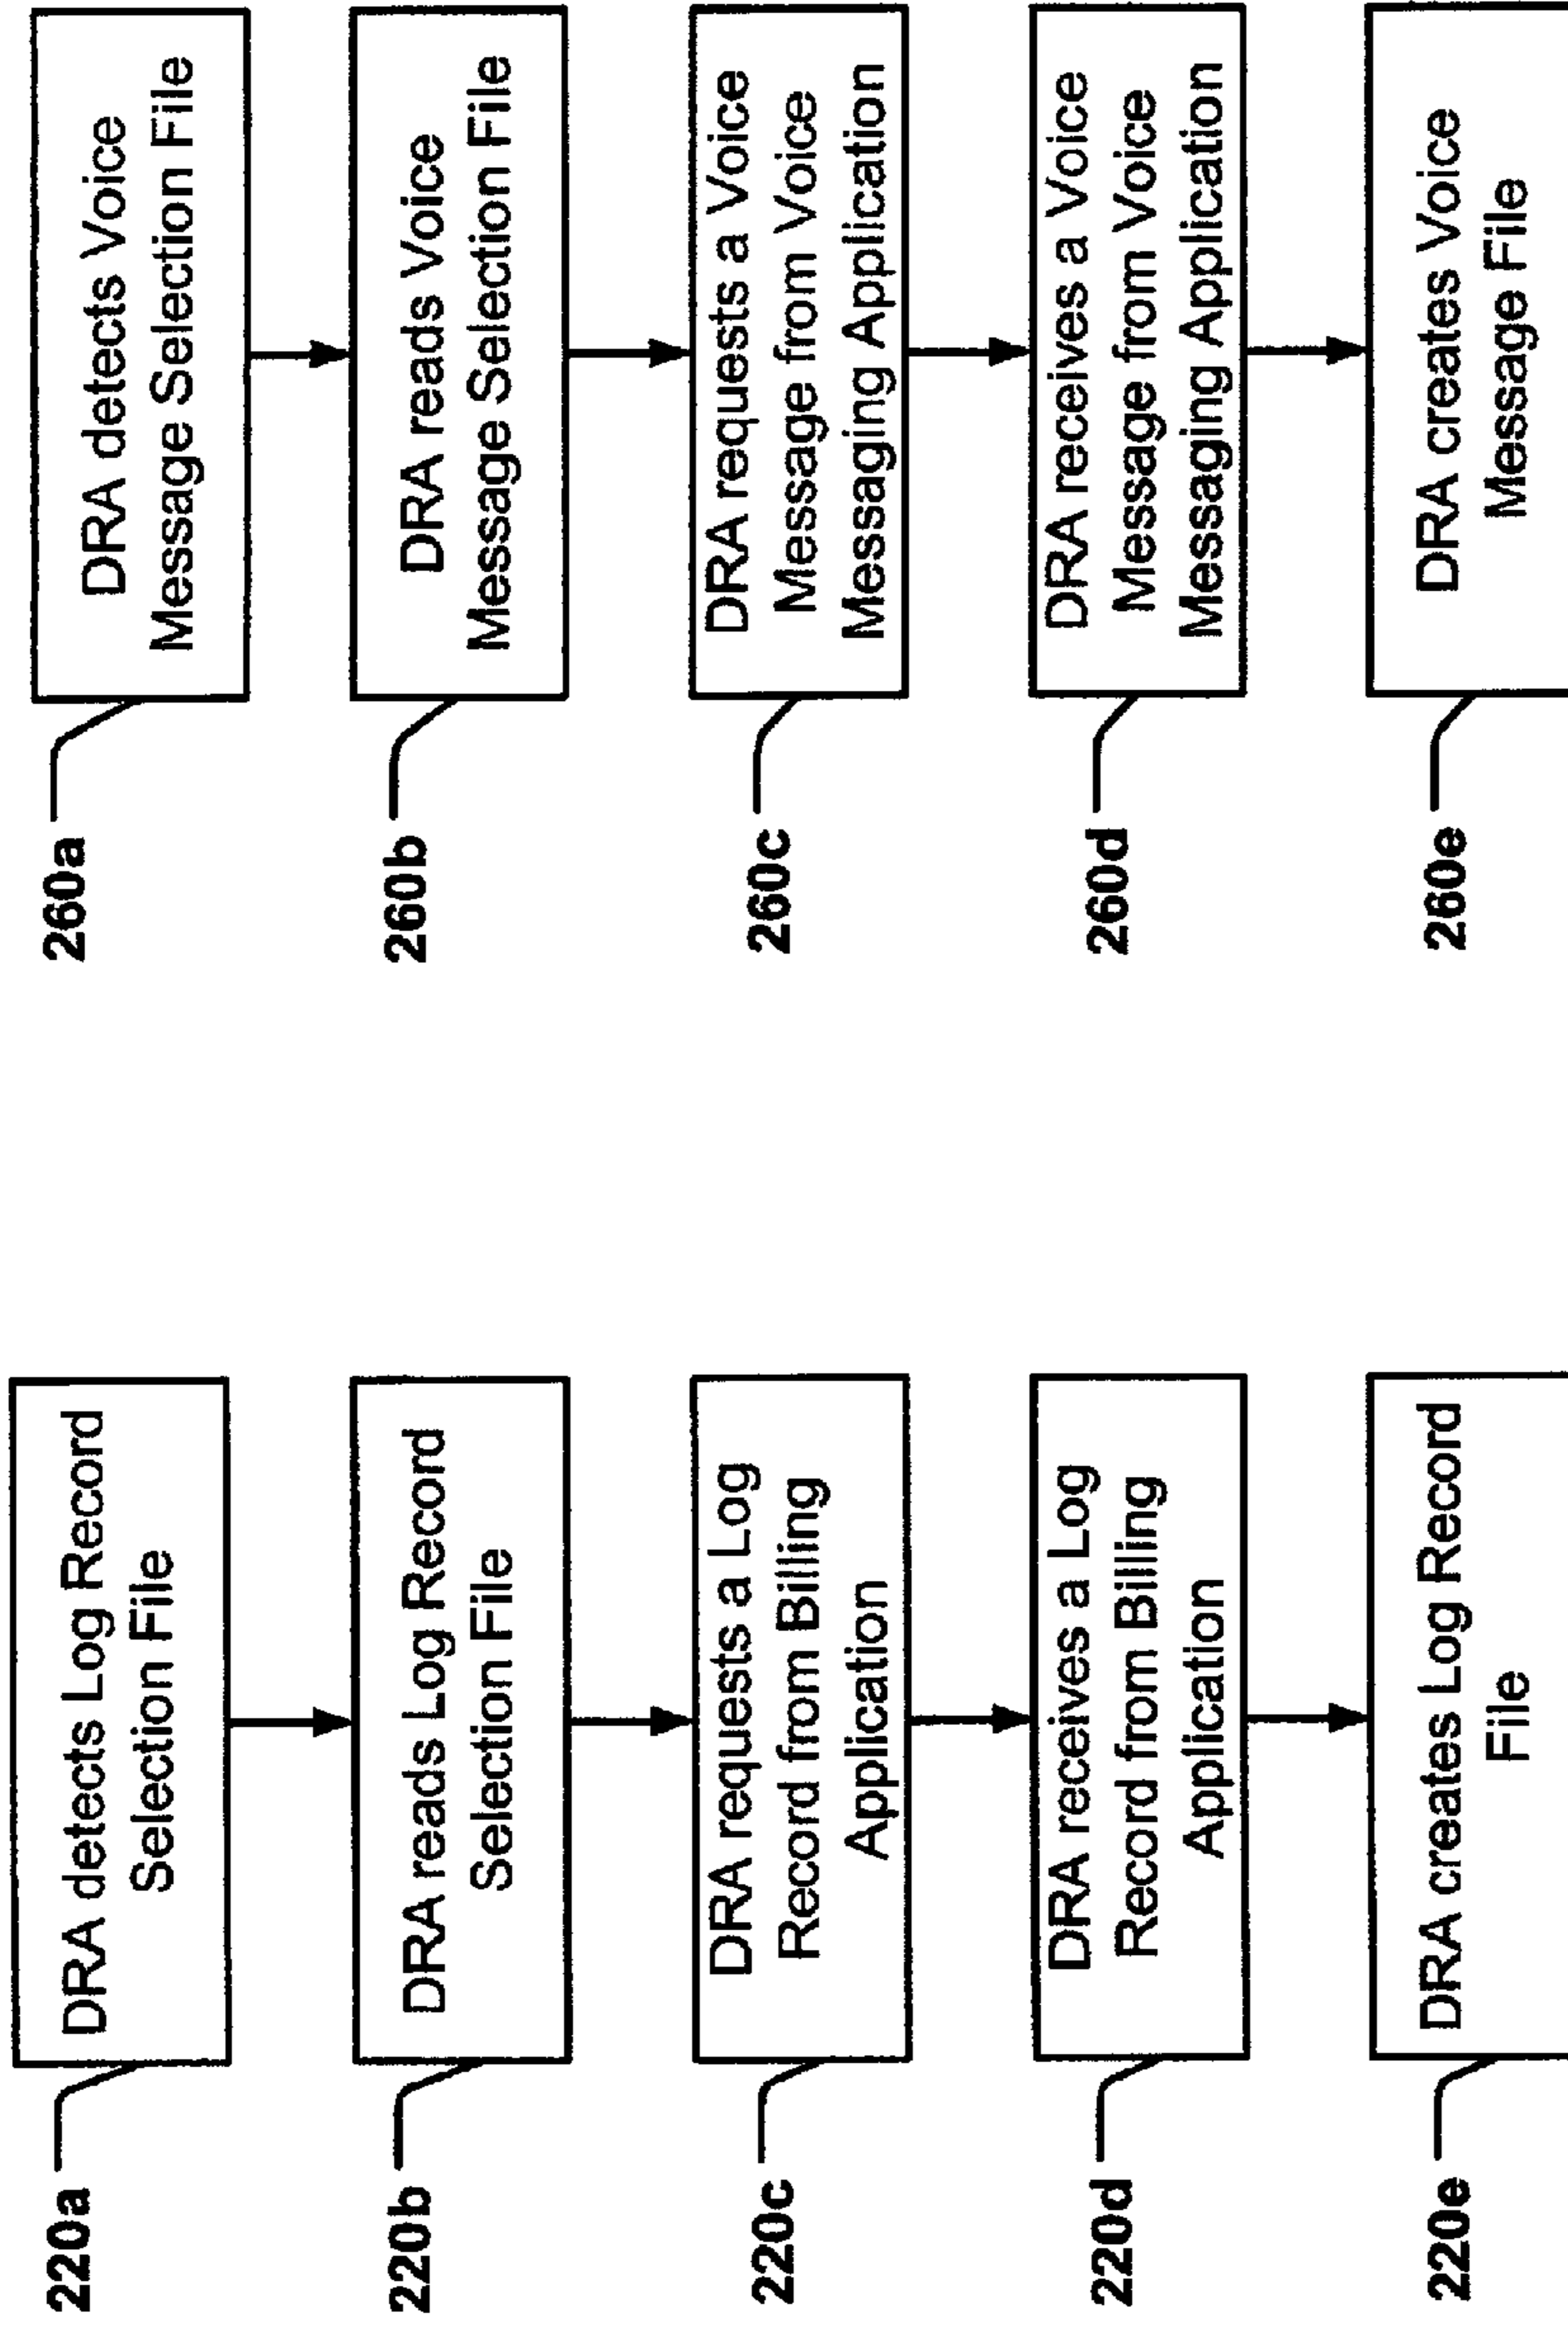 220a
DRA detects Log Record
Selection File
220b
DRA reads Log Record
Selection File
220c
DRA requests a Log
Record from Billing
Application
220d
DRA receives a Log
Record from Billing
Application
220e
DRA creates Log Record
File
260a
DRA detects Voice
Message Selection File
260b
DRA reads Voice
Message Selection File
260c
DRA requests a Voice
Message from Voice
Messaging Application
260d
DRA receives a Voice
Message from Voice
Messaging Application
260e
DRA creates Voice
Message File